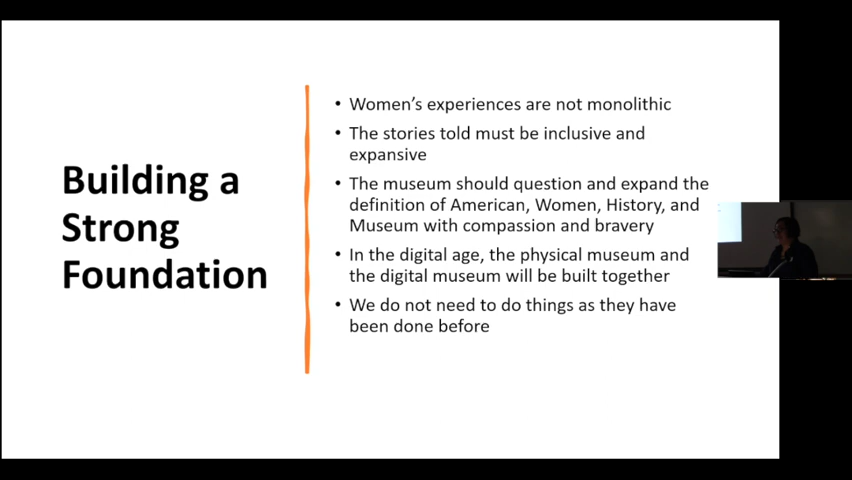 Building a
Strong
Foundation
• Women's experiences are not monolithic
• The stories told must be inclusive and
expansive
• The museum should question and expand the
definition of American, Women, History, and
Museum with compassion and bravery
• In the digital age, the physical museum and
the digital museum will be built together
• We do not need to do things as they have
been done before